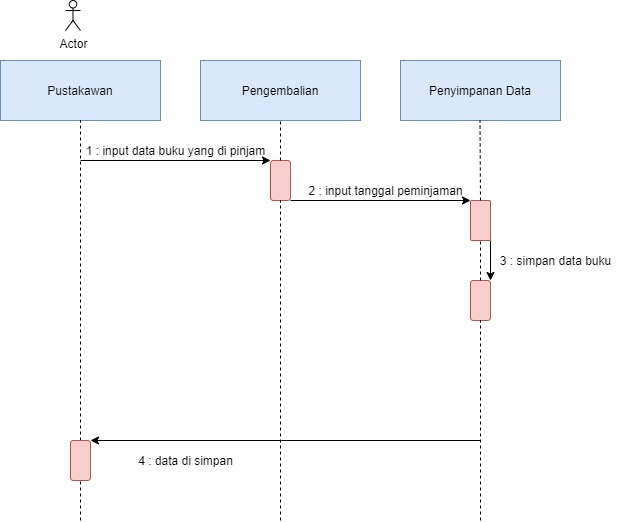 Actor
Pustakawan
Pengembalian
Penyimpanan Data
1 : input data buku yang di pinjam
2 : input tanggal peminjaman
3 : simpan data buku
4 : data di simpan